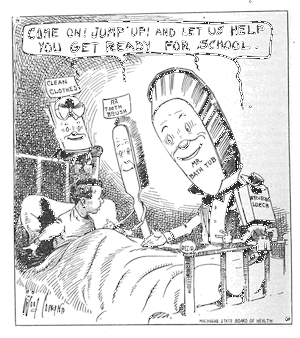 COME ON! JUMP UP! AND LET US HELP
YOU GET READY FOR SCHOOL.
CLEAN
CLOTHES
MR
TOOTH
BRUSH
MR.
BATH TUB
MICHIGAN STATE BOARD OF HEALTH